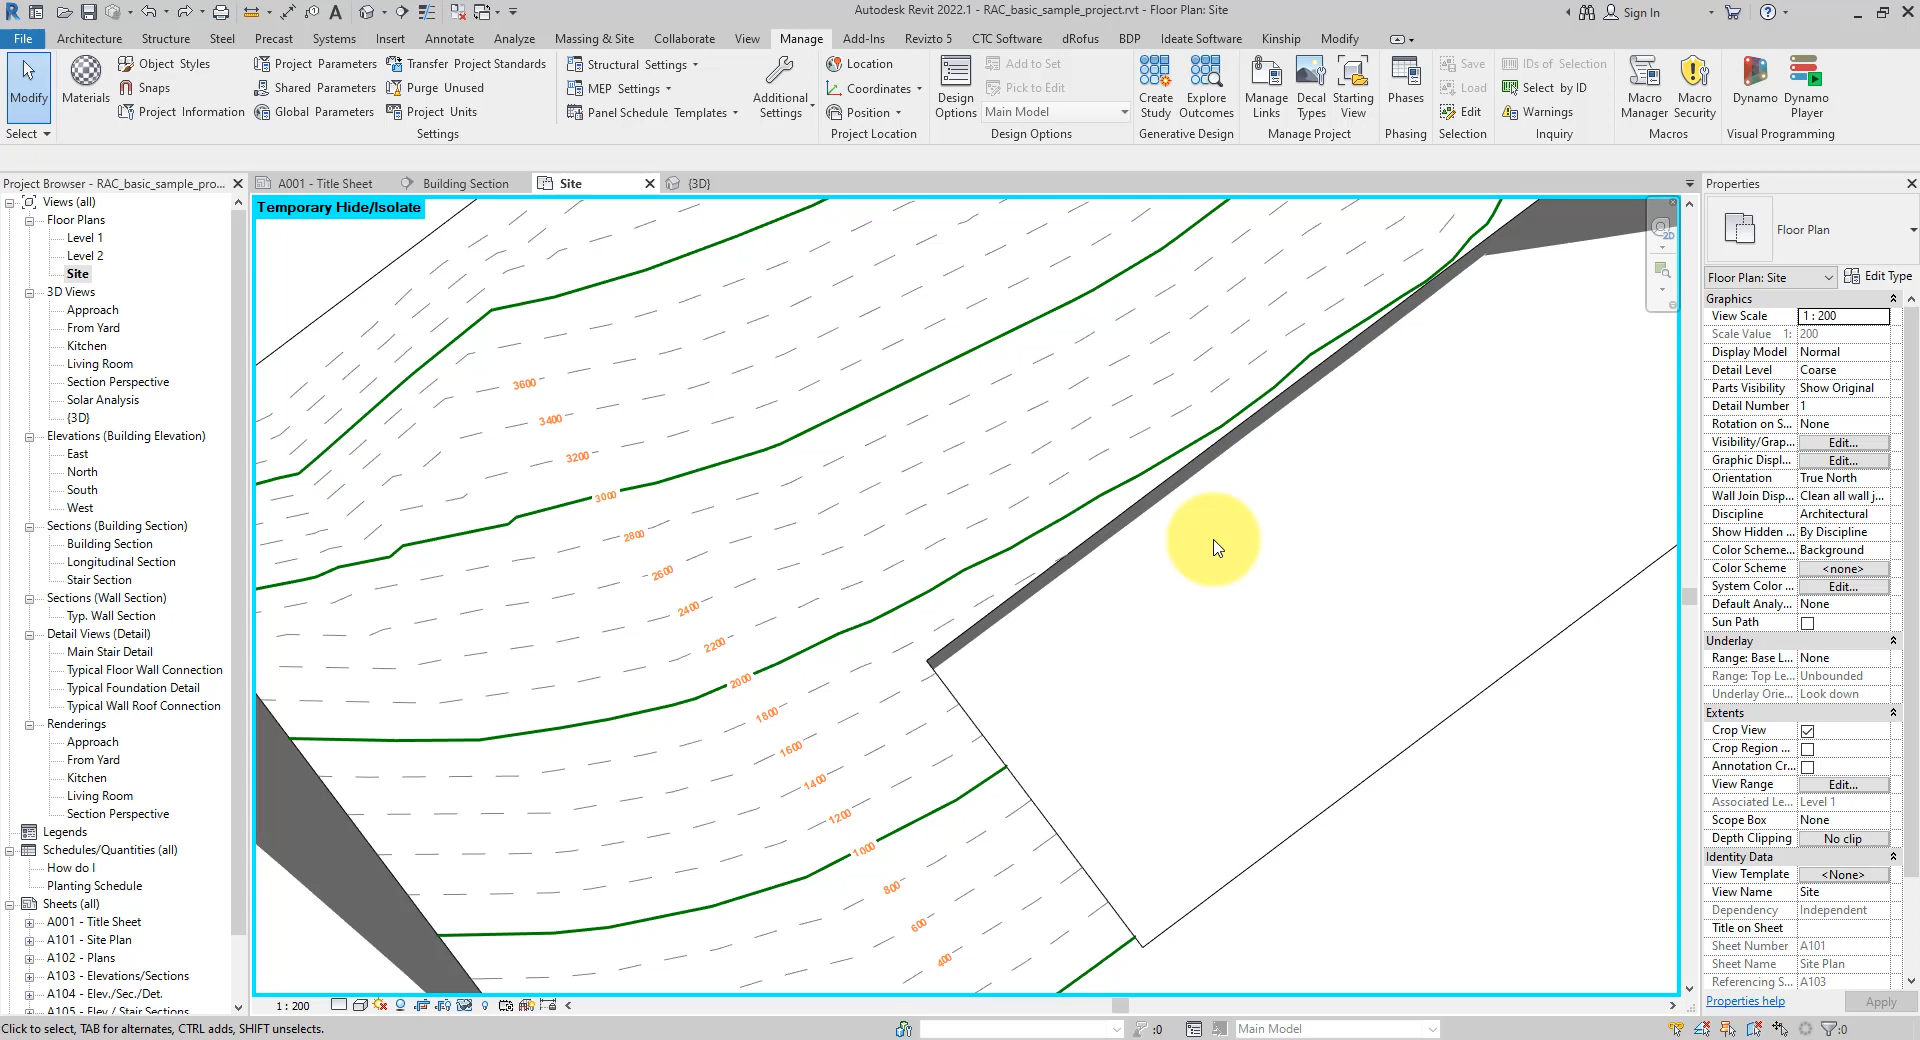 Autodesk Revit 2022.1 - RAC_basic_sample_project.rvt - Floor Plan: Site
Sign In
File Architecture Structure Steel Precast Systems Insert Annotate Analyze Massing & Site Collaborate View Manage Add-Ins Revizto 5 CTC Software dRofus BDP Ideate Software Kinship Modify
Modify
Select
Materials
Object Styles
Snaps
Project Information
Project Parameters
Shared Parameters
Global Parameters
Transfer Project Standards
Purge Unused
Project Units
Settings
Structural Settings
MEP Settings
Panel Schedule Templates
Additional Settings
Location
Coordinates
Position
Project Location
Design Options
Add to Set
Pick to Edit
Main Model
Design Options
Create Study
Explore Outcomes
Generative Design
Manage Links
Decal Types
Starting View
Manage Project
Phases
Phasing
Save
Load
Edit
Selection
IDs of Selection
Select by ID
Warnings
Inquiry
Macro Manager
Macro Security
Macros
Dynamo
Dynamo Player
Visual Programming
Project Browser - RAC_basic_sample_pro...
Views (all)
Floor Plans
Level 1
Level 2
Site
3D Views
Approach
From Yard
Kitchen
Living Room
Section Perspective
Solar Analysis
{3D}
Elevations (Building Elevation)
East
North
South
West
Sections (Building Section)
Building Section
Longitudinal Section
Stair Section
Sections (Wall Section)
Typ. Wall Section
Detail Views (Detail)
Main Stair Detail
Typical Floor Wall Connection
Typical Foundation Detail
Typical Wall Roof Connection
Renderings
Approach
From Yard
Kitchen
Living Room
Section Perspective
Legends
Schedules/Quantities (all)
How do I
Planting Schedule
Sheets (all)
A001 - Title Sheet
A101 - Site Plan
A102 - Plans
A103 - Elevations/Sections
A104 - Elev./Sec./Det.
A105 - Elev./ Stair Sections
A001 - Title Sheet
Building Section
Site
{3D}
Temporary Hide/Isolate
2D
3600
3400
3200
3000
2800
2600
2400
2200
2000
1800
1600
1400
1200
1000
800
600
400
1 : 200
Properties
Floor Plan
Floor Plan: Site
Edit Type
Graphics
View Scale 1 : 200
Scale Value 1: 200
Display Model Normal
Detail Level Coarse
Parts Visibility Show Original
Detail Number 1
Rotation on S... None
Visibility/Grap... Edit...
Graphic Displ... Edit...
Orientation True North
Wall Join Disp... Clean all wall j...
Discipline Architectural
Show Hidden ... By Discipline
Color Scheme... Background
Color Scheme <none>
System Color ... Edit...
Default Analy... None
Sun Path
Underlay
Range: Base L... None
Range: Top Le... Unbounded
Underlay Orie... Look down
Extents
Crop View
Crop Region ...
Annotation Cr...
View Range Edit...
Associated Le... Level 1
Scope Box None
Depth Clipping No clip
Identity Data
View Template <None>
View Name Site
Dependency Independent
Title on Sheet
Sheet Number A101
Sheet Name Site Plan
Referencing S... A103
Properties help
Apply
Click to select, TAB for alternates, CTRL adds, SHIFT unselects.
:0
Main Model
:0